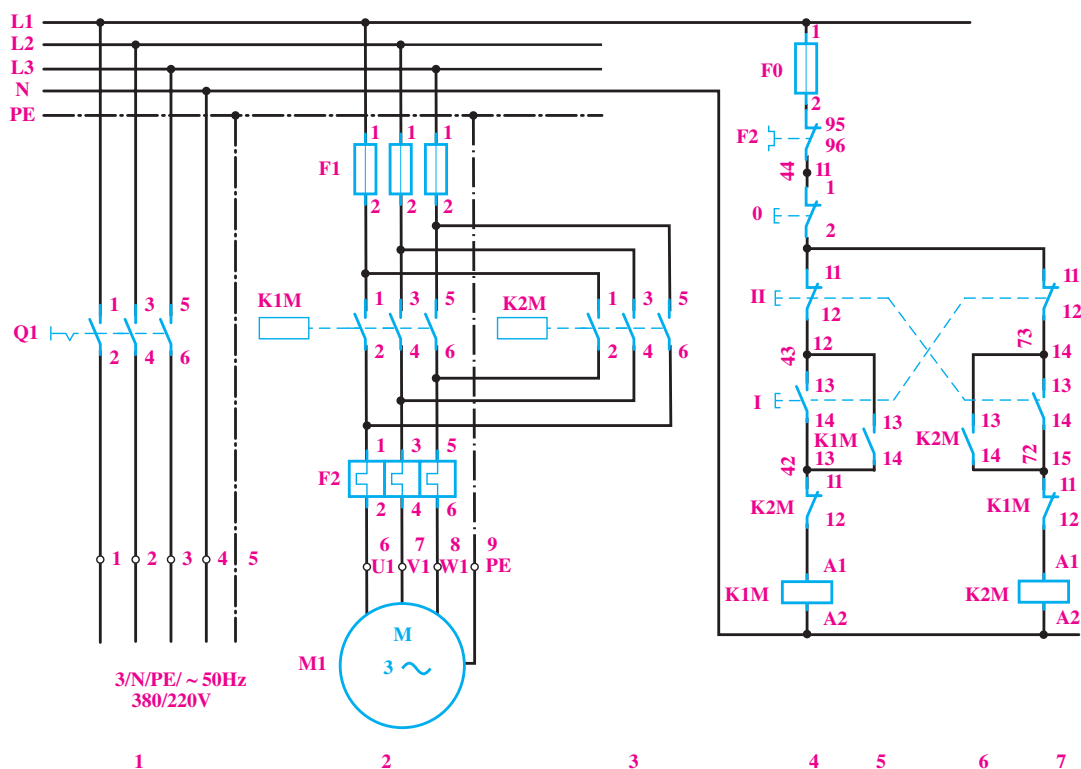 L1
L2
L3
N
PE
1
F0
2
F2
95
96
44
11
1
0
2
F1
1 1 1
2 2 2
11
II
12
12
43
13
I
14
42
13
K1M
13
14
K2M
11
12
A1
K1M
A2
11
12
73
14
13
14
K2M
13
14
72
15
K1M
11
12
A1
K2M
A2
Q1
1 3 5
2 4 6
K1M
1 3 5
2 4 6
K2M
1 3 5
2 4 6
F2
1 3 5
2 4 6
1 2 3 4 5
6 7 8 9
U1 V1 W1 PE
M
3
M1
3/N/PE/ ~ 50Hz
380/220V
1 2 3 4 5 6 7